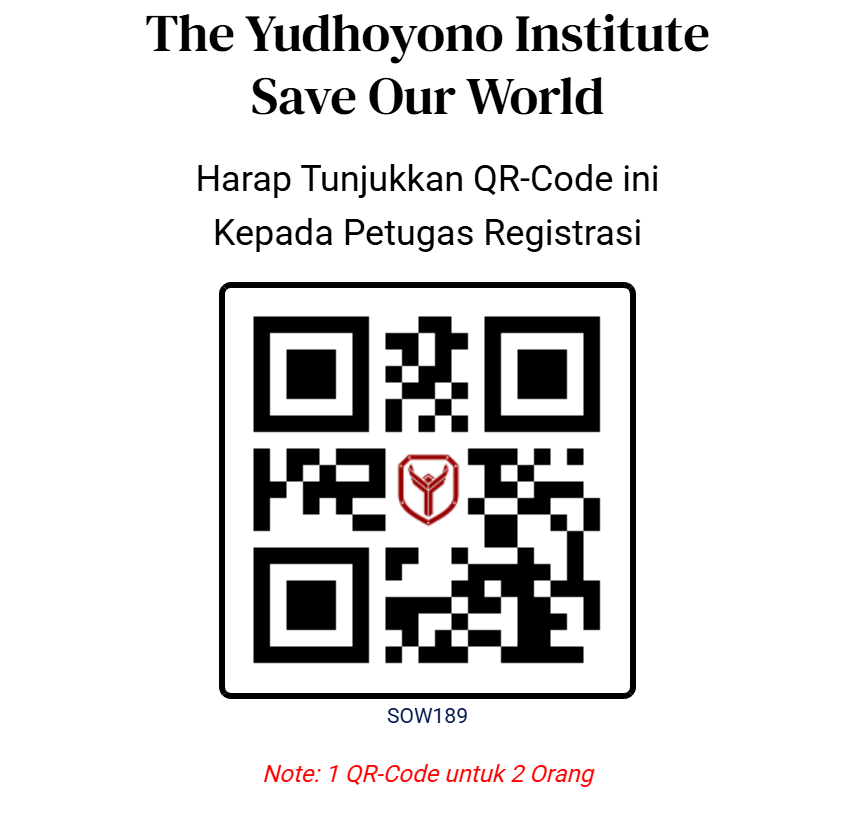 The Yudhoyono Institute
Save Our World
Harap Tunjukkan QR-Code ini
Kepada Petugas Registrasi
SOW189
Note: 1 QR-Code untuk 2 Orang